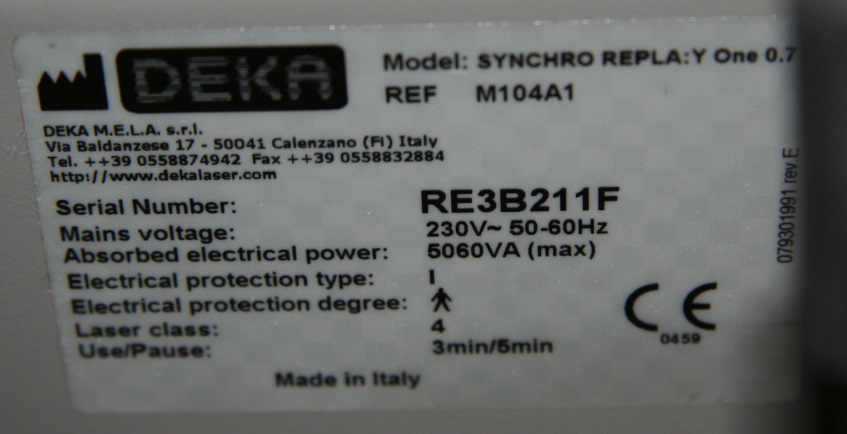 DEKA
Model: SYNCHRO REPLA:Y One 0.7
REF M104A1
DEKA M.E.L.A. s.r.l.
Via Baldanzese 17 - 50041 Calenzano (FI) Italy
Tel. ++39 0558874942 Fax ++39 0558832884
http://www.dekalaser.com
Serial Number: RE3B211F
Mains voltage: 230V~ 50-60Hz
Absorbed electrical power: 5060VA (max)
Electrical protection type: I
Electrical protection degree:
Laser class: 4
Use/Pause: 3min/5min
CE
0459
Made in Italy
079301991 rev.E